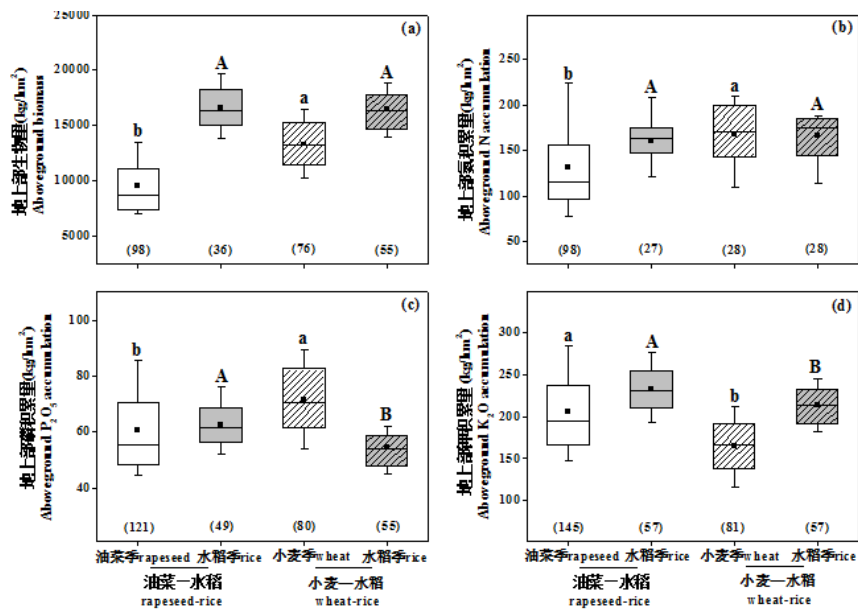 (a)
地上部生物量(kg/km²)
Aboveground biomass
25000
20000
15000
10000
5000
b
A
a
A
(98)
(36)
(76)
(55)
(b)
地上部氮积累量(kg/km²)
Aboveground N accumulation
250
200
150
100
50
b
A
a
A
(98)
(27)
(28)
(28)
(c)
地上部磷积累量(kg/km²)
Aboveground P₂O₅ accumulation
100
80
60
40
b
A
a
B
(121)
(49)
(80)
(55)
油菜季rapeseed 水稻季rice 小麦季wheat 水稻季rice
油菜—水稻 小麦—水稻
rapeseed-rice wheat-rice
(d)
地上部钾积累量(kg/km²)
Aboveground K₂O accumulation
300
250
200
150
100
a
A
b
B
(145)
(57)
(81)
(57)
油菜季rapeseed 水稻季rice 小麦季wheat 水稻季rice
油菜—水稻 小麦—水稻
rapeseed-rice wheat-rice